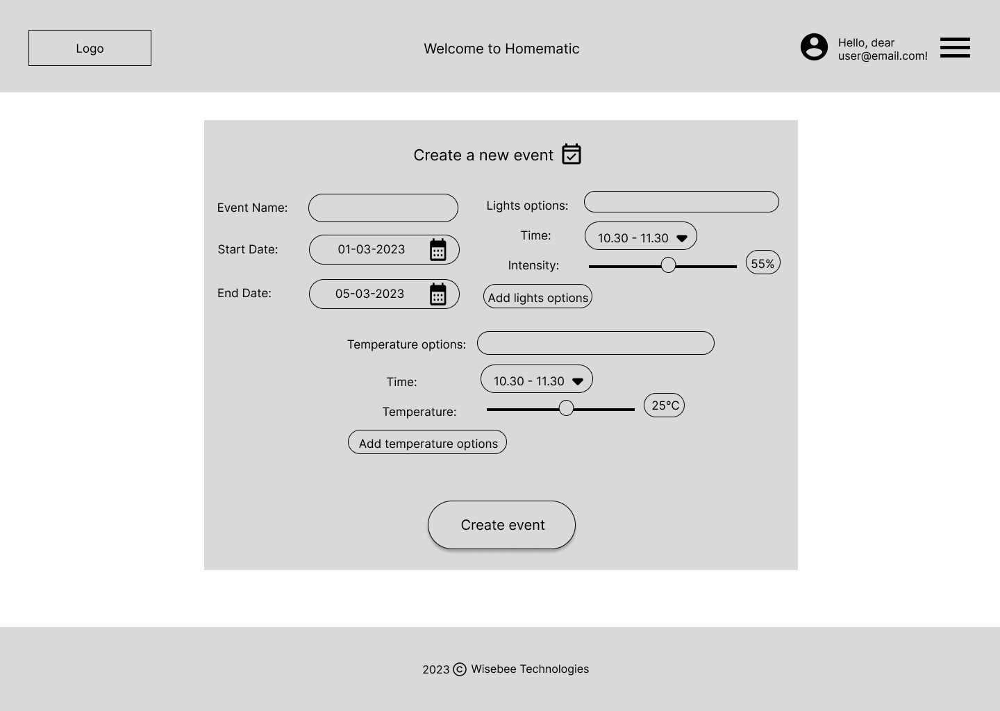 Logo
Welcome to Homematic
Hello, dear
user@email.com!
Create a new event
Event Name:
Start Date: 01-03-2023
End Date: 05-03-2023
Lights options:
Time: 10.30 - 11.30
Intensity: 55%
Add lights options
Temperature options:
Time: 10.30 - 11.30
Temperature: 25°C
Add temperature options
Create event
2023 © Wisebee Technologies